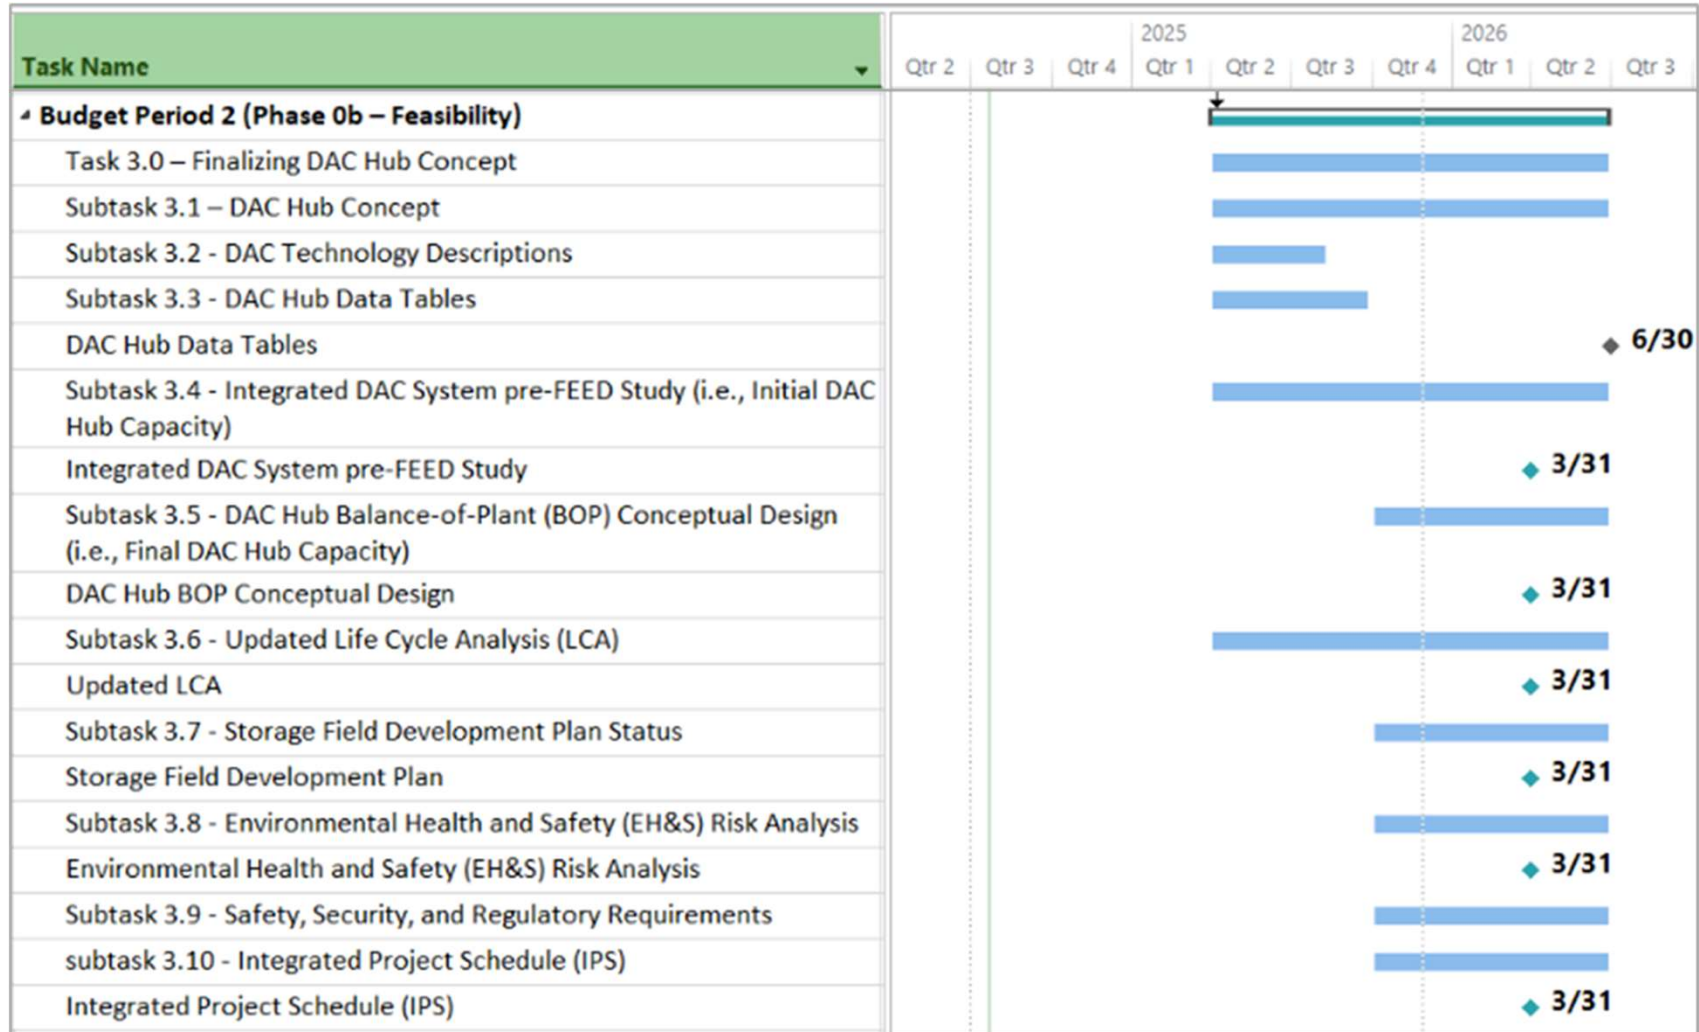 2025 2026
Task Name Qtr 2 Qtr 3 Qtr 4 Qtr 1 Qtr 2 Qtr 3 Qtr 4 Qtr 1 Qtr 2 Qtr 3
Budget Period 2 (Phase 0b – Feasibility)
Task 3.0 – Finalizing DAC Hub Concept
Subtask 3.1 – DAC Hub Concept
Subtask 3.2 - DAC Technology Descriptions
Subtask 3.3 - DAC Hub Data Tables
DAC Hub Data Tables 6/30
Subtask 3.4 - Integrated DAC System pre-FEED Study (i.e., Initial DAC
Hub Capacity)
Integrated DAC System pre-FEED Study 3/31
Subtask 3.5 - DAC Hub Balance-of-Plant (BOP) Conceptual Design
(i.e., Final DAC Hub Capacity)
DAC Hub BOP Conceptual Design 3/31
Subtask 3.6 - Updated Life Cycle Analysis (LCA)
Updated LCA 3/31
Subtask 3.7 - Storage Field Development Plan Status
Storage Field Development Plan 3/31
Subtask 3.8 - Environmental Health and Safety (EH&S) Risk Analysis
Environmental Health and Safety (EH&S) Risk Analysis 3/31
Subtask 3.9 - Safety, Security, and Regulatory Requirements
subtask 3.10 - Integrated Project Schedule (IPS)
Integrated Project Schedule (IPS) 3/31